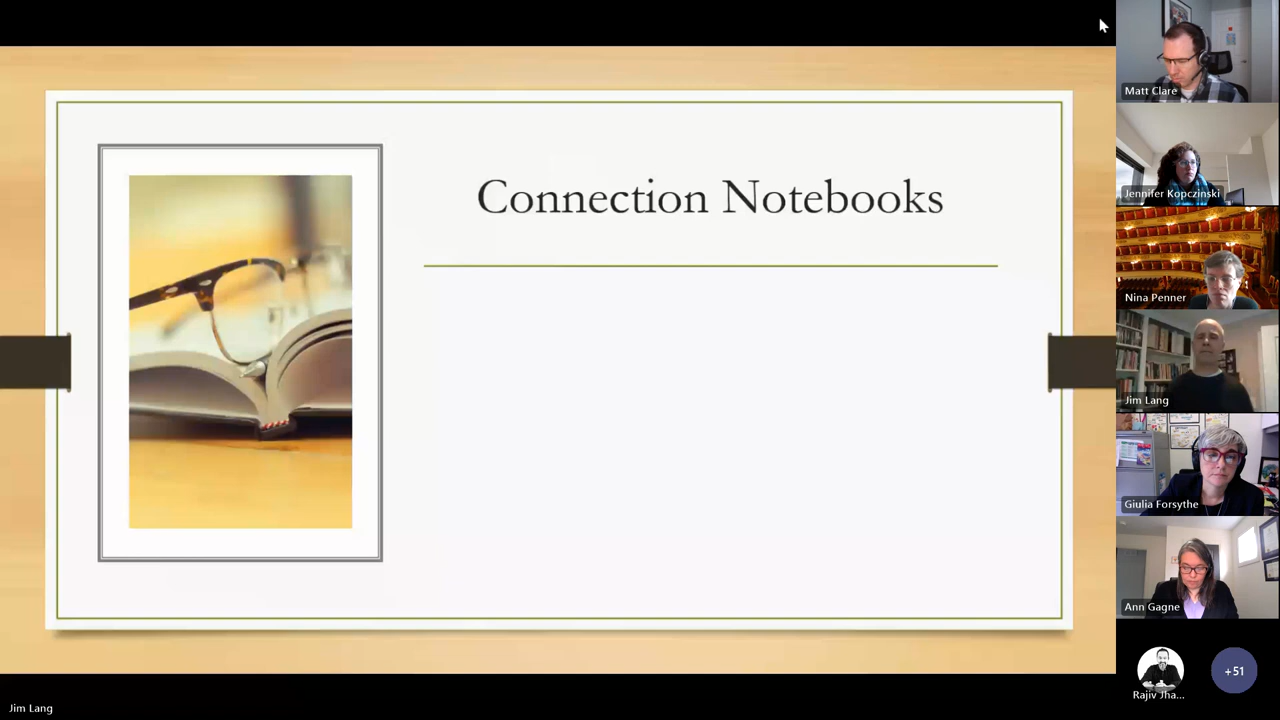 Connection Notebooks
Matt Clare
Jennifer Kopczinski
Nina Penner
Jim Lang
Giulia Forsythe
Ann Gagne
Rajiv Jha...
+51
Jim Lang